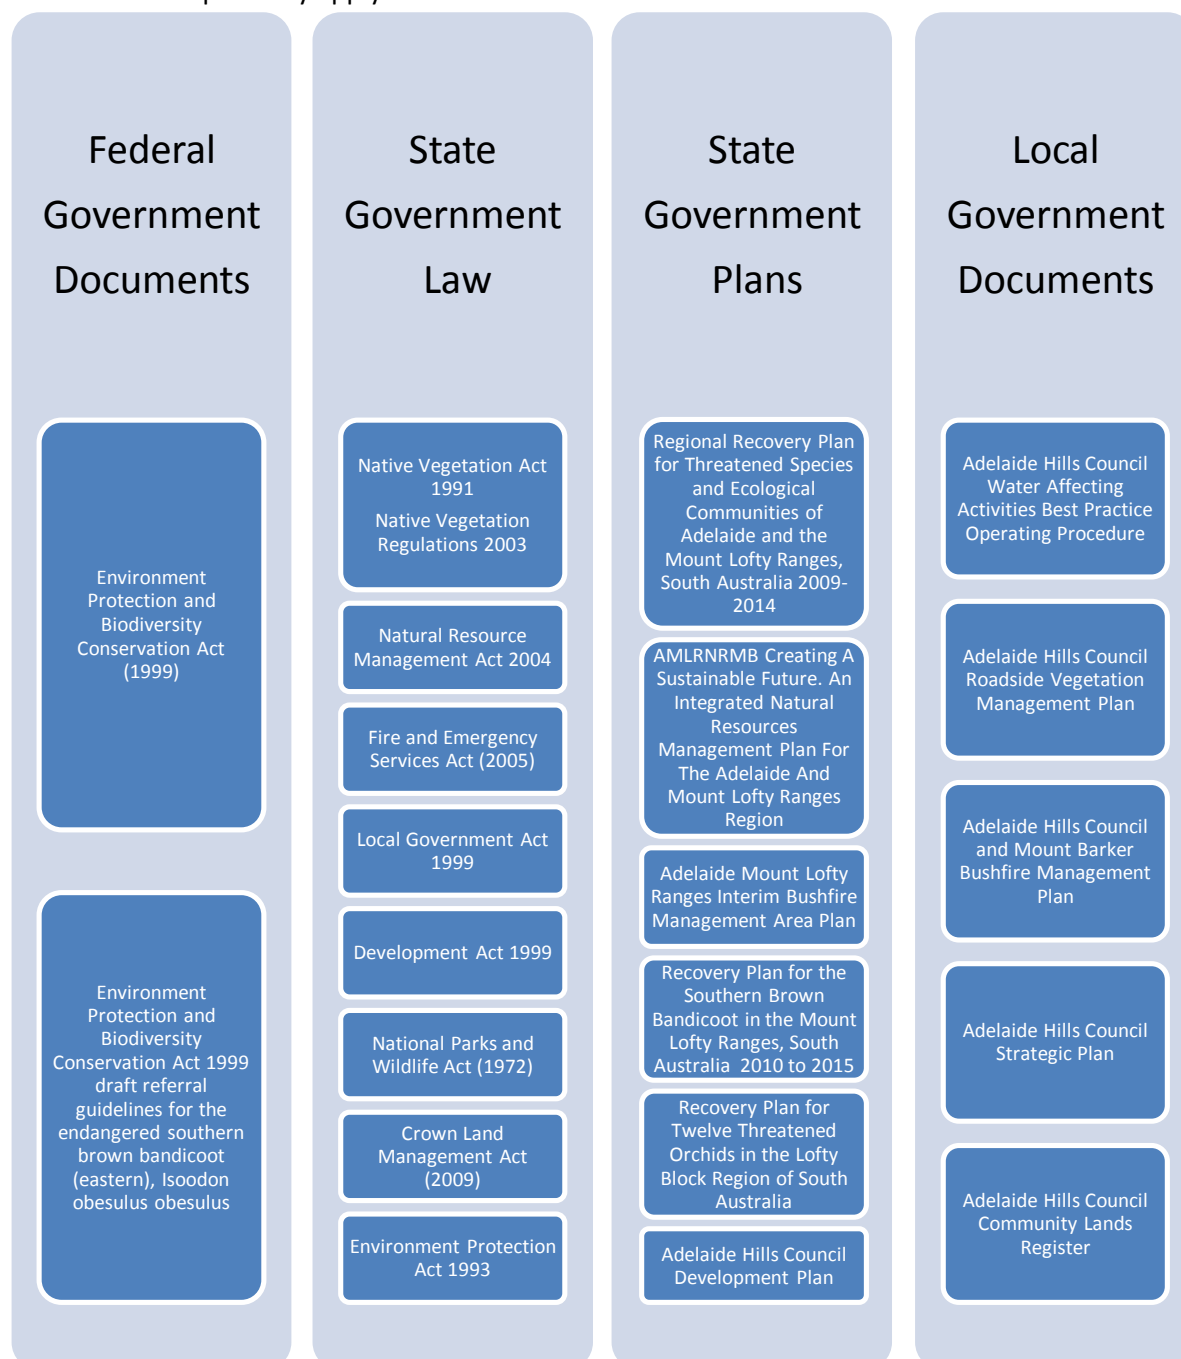 Federal
Government
Documents
Environment
Protection and
Biodiversity
Conservation Act
(1999)
Environment
Protection and
Biodiversity
Conservation Act 1999
draft referral
guidelines for the
endangered southern
brown bandicoot
(eastern), Isoodon
obesulus obesulus
State
Government
Law
Native Vegetation Act
1991
Native Vegetation
Regulations 2003
Natural Resource
Management Act 2004
Fire and Emergency
Services Act (2005)
Local Government Act
1999
Development Act 1999
National Parks and
Wildlife Act (1972)
Crown Land
Management Act
(2009)
Environment Protection
Act 1993
State
Government
Plans
Regional Recovery Plan
for Threatened Species
and Ecological
Communities of
Adelaide and the
Mount Lofty Ranges,
South Australia 2009-
2014
AMLRNRMB Creating A
Sustainable Future. An
Integrated Natural
Resources
Management Plan For
The Adelaide And
Mount Lofty Ranges
Region
Adelaide Mount Lofty
Ranges Interim Bushfire
Management Area Plan
Recovery Plan for the
Southern Brown
Bandicoot in the Mount
Lofty Ranges, South
Australia 2010 to 2015
Recovery Plan for
Twelve Threatened
Orchids in the Lofty
Block Region of South
Australia
Adelaide Hills Council
Development Plan
Local
Government
Documents
Adelaide Hills Council
Water Affecting
Activities Best Practice
Operating Procedure
Adelaide Hills Council
Roadside Vegetation
Management Plan
Adelaide Hills Council
and Mount Barker
Bushfire Management
Plan
Adelaide Hills Council
Strategic Plan
Adelaide Hills Council
Community Lands
Register